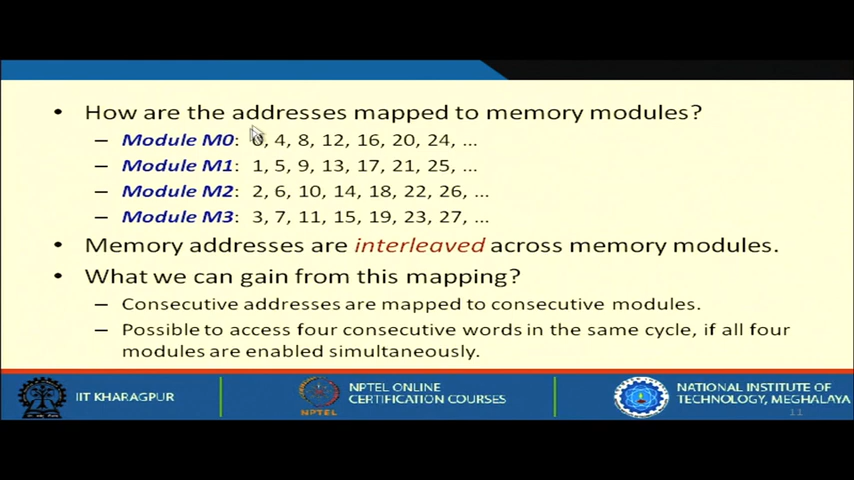 • How are the addresses mapped to memory modules?
– Module M0: 0, 4, 8, 12, 16, 20, 24, ...
– Module M1: 1, 5, 9, 13, 17, 21, 25, ...
– Module M2: 2, 6, 10, 14, 18, 22, 26, ...
– Module M3: 3, 7, 11, 15, 19, 23, 27, ...
• Memory addresses are interleaved across memory modules.
• What we can gain from this mapping?
– Consecutive addresses are mapped to consecutive modules.
– Possible to access four consecutive words in the same cycle, if all four
modules are enabled simultaneously.
IIT KHARAGPUR
NPTEL
NPTEL ONLINE
CERTIFICATION COURSES
NATIONAL INSTITUTE OF
TECHNOLOGY, MEGHALAYA
11